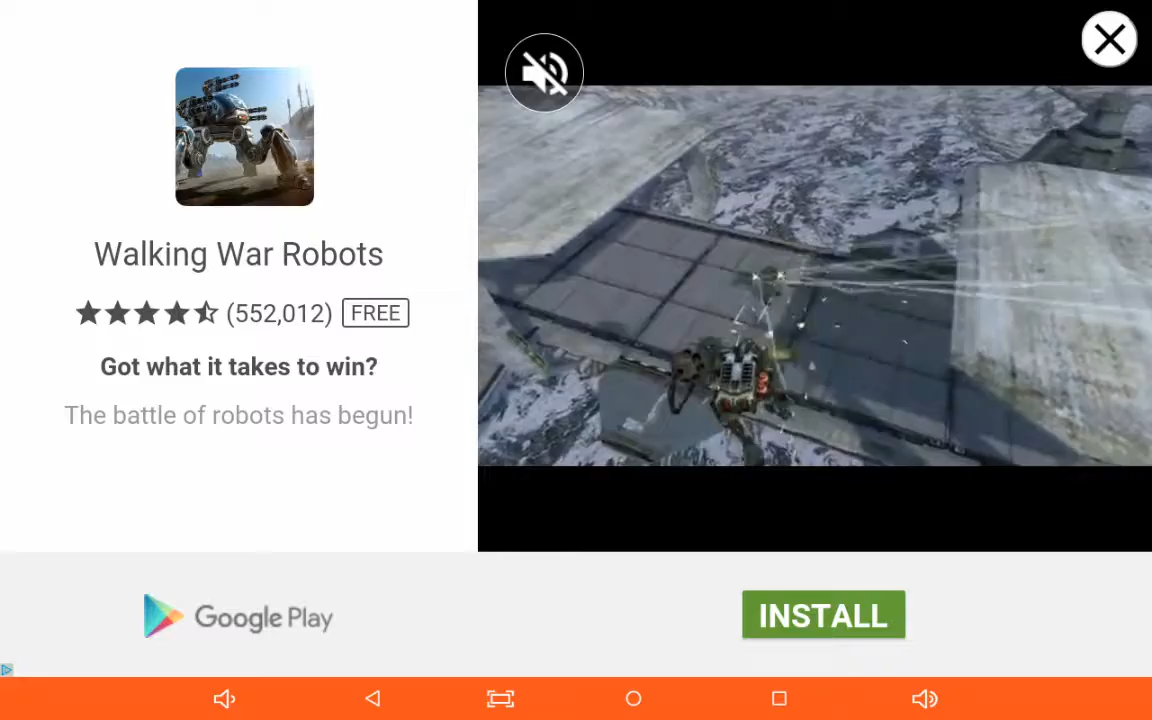 Walking War Robots
(552,012) FREE
Got what it takes to win?
The battle of robots has begun!
Google Play
INSTALL